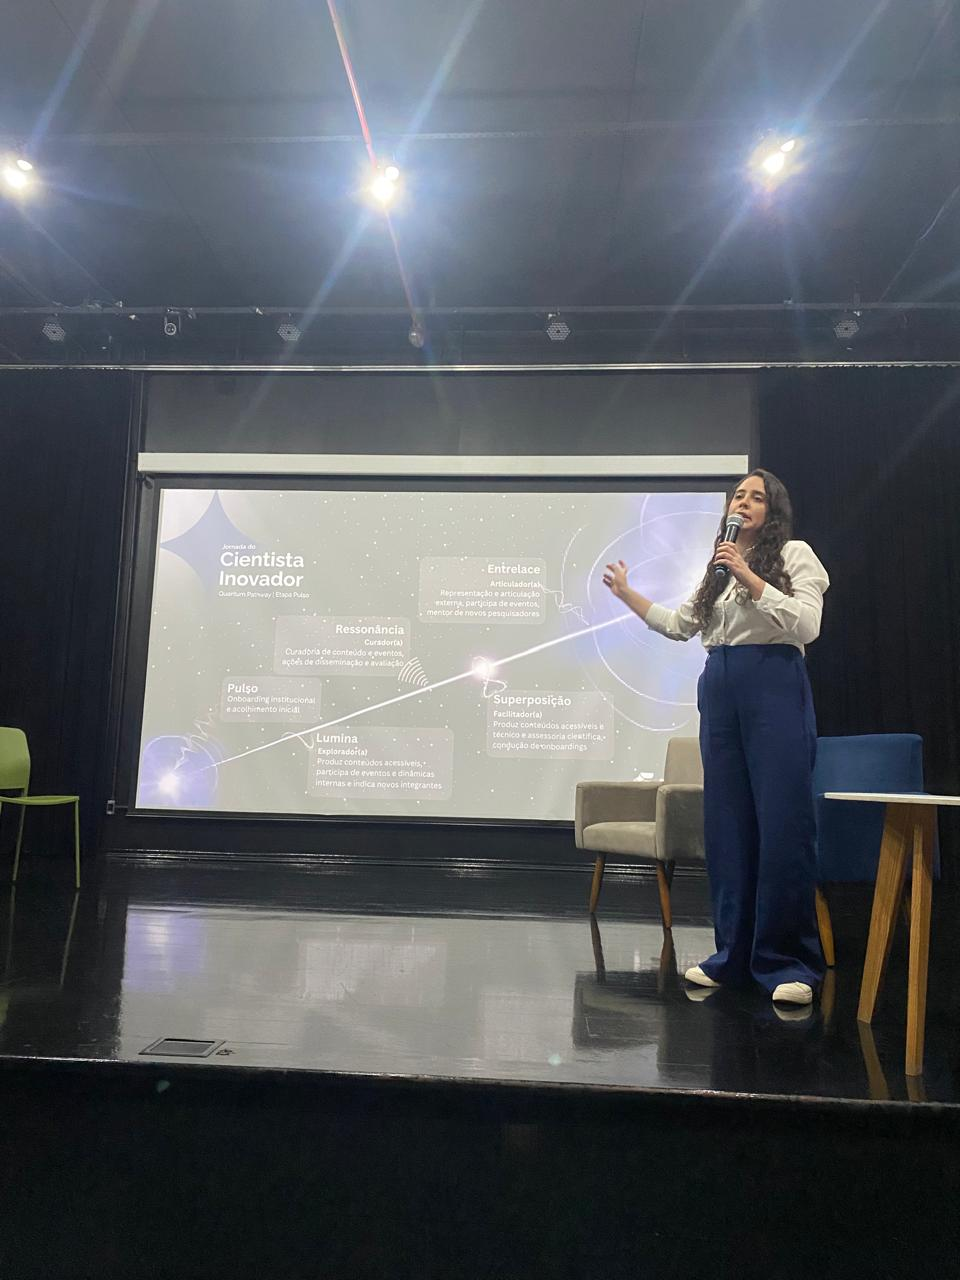 Jornada do
Cientista
Inovador
Quantum Pathway | Etapa Pulso
Entrelace
Articulador(a)
Representação e articulação
externa, participa de eventos,
mentor de novos pesquisadores
Ressonância
Curador(a)
Curadoria de conteúdo e eventos,
ações de disseminação e avaliação
Pulso
Onboarding institucional
e acolhimento inicial
Superposição
Facilitador(a)
Produz conteúdos acessíveis e
técnico e assessoria científica,
condução de onboardings
Lumina
Explorador(a)
Produz conteúdos acessíveis,
participa de eventos e dinâmicas
internas e indica novos integrantes